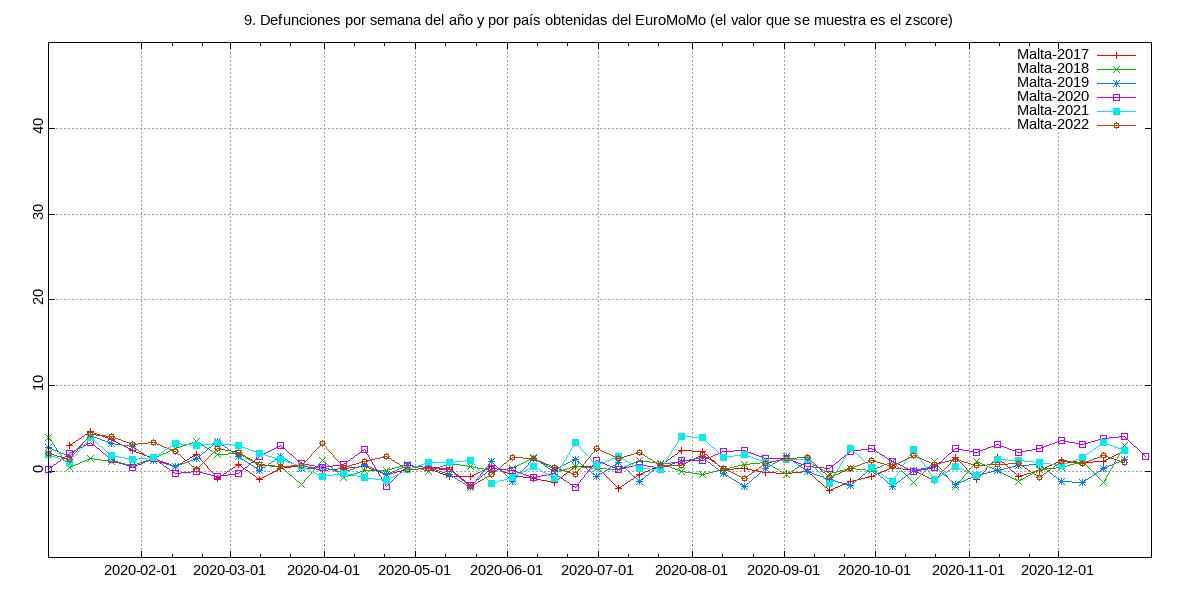 9. Defunciones por semana del año y por país obtenidas del EuroMoMo (el valor que se muestra es el zscore)
Malta-2017
Malta-2018
Malta-2019
Malta-2020
Malta-2021
Malta-2022
40
30
20
10
0
2020-02-01 2020-03-01 2020-04-01 2020-05-01 2020-06-01 2020-07-01 2020-08-01 2020-09-01 2020-10-01 2020-11-01 2020-12-01